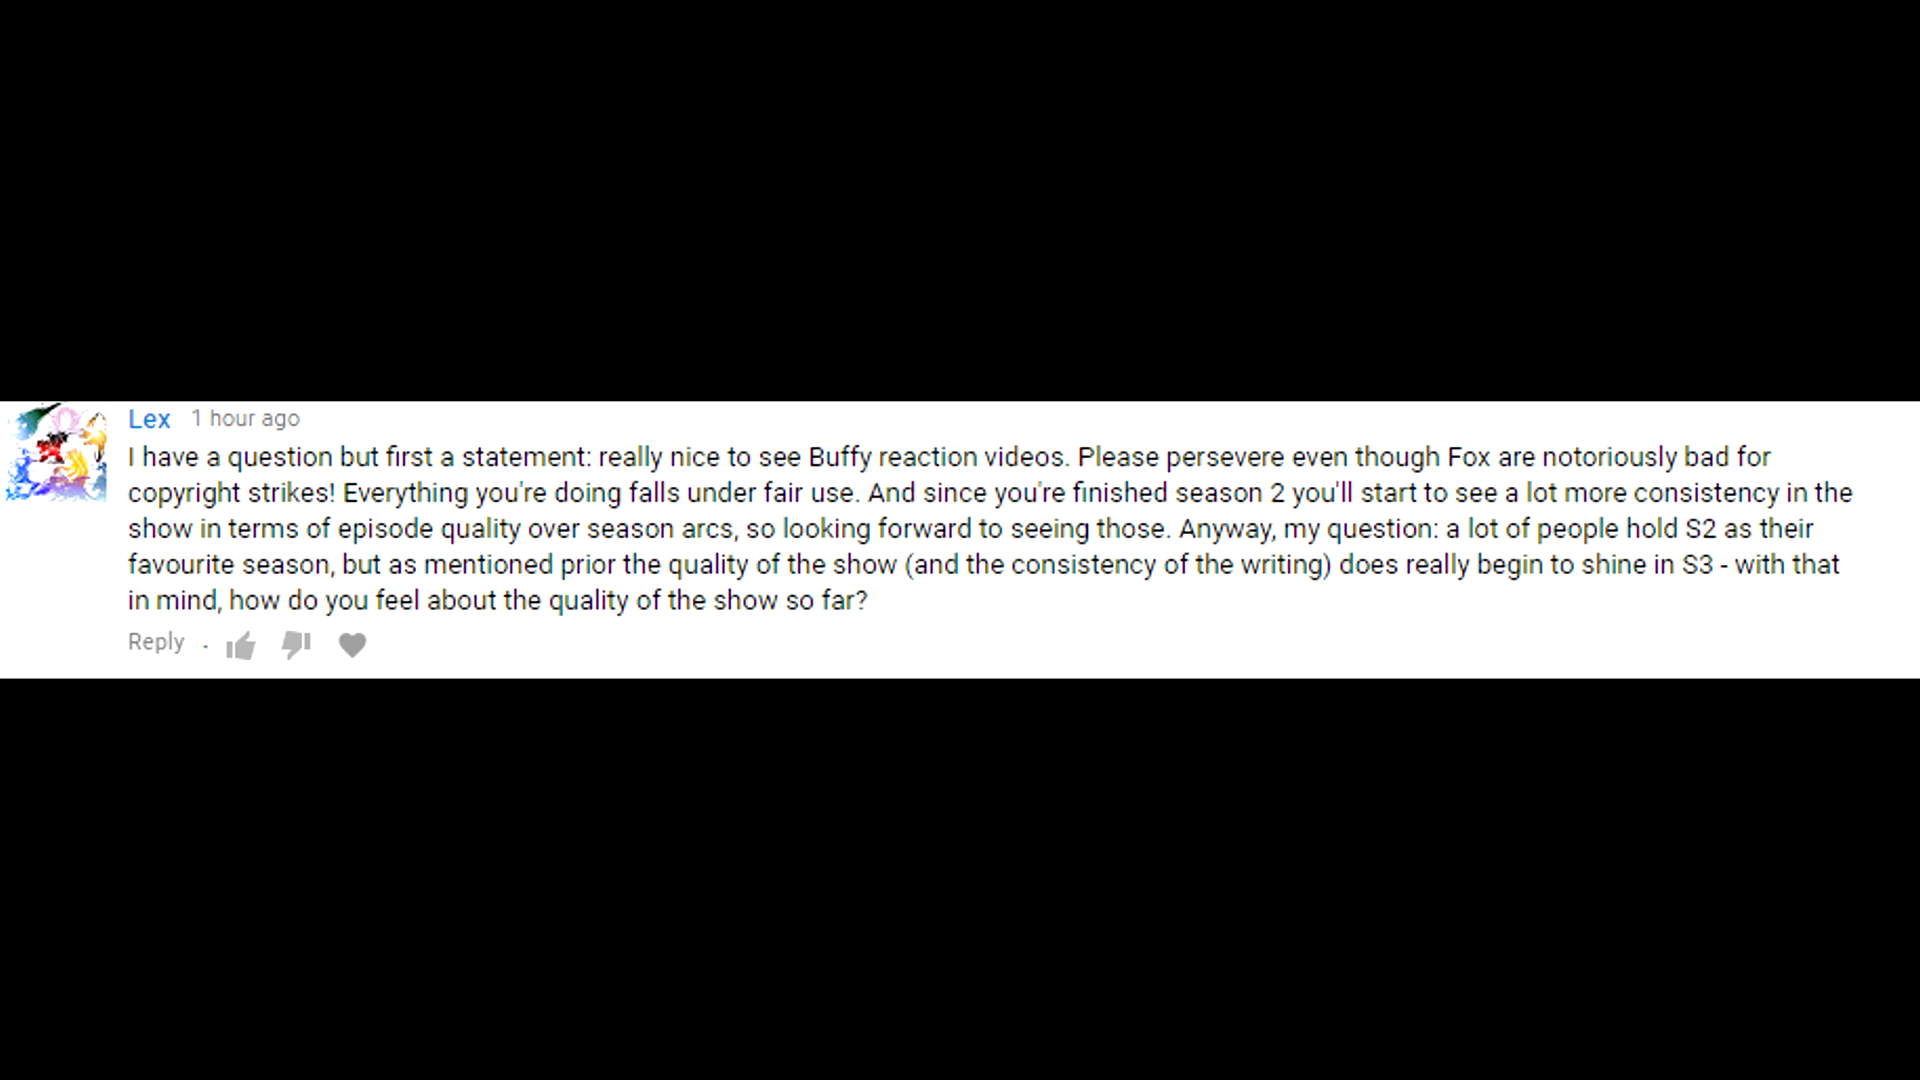 Lex 1 hour ago
I have a question but first a statement: really nice to see Buffy reaction videos. Please persevere even though Fox are notoriously bad for
copyright strikes! Everything you're doing falls under fair use. And since you're finished season 2 you'll start to see a lot more consistency in the
show in terms of episode quality over season arcs, so looking forward to seeing those. Anyway, my question: a lot of people hold S2 as their
favourite season, but as mentioned prior the quality of the show (and the consistency of the writing) does really begin to shine in S3 - with that
in mind, how do you feel about the quality of the show so far?
Reply .